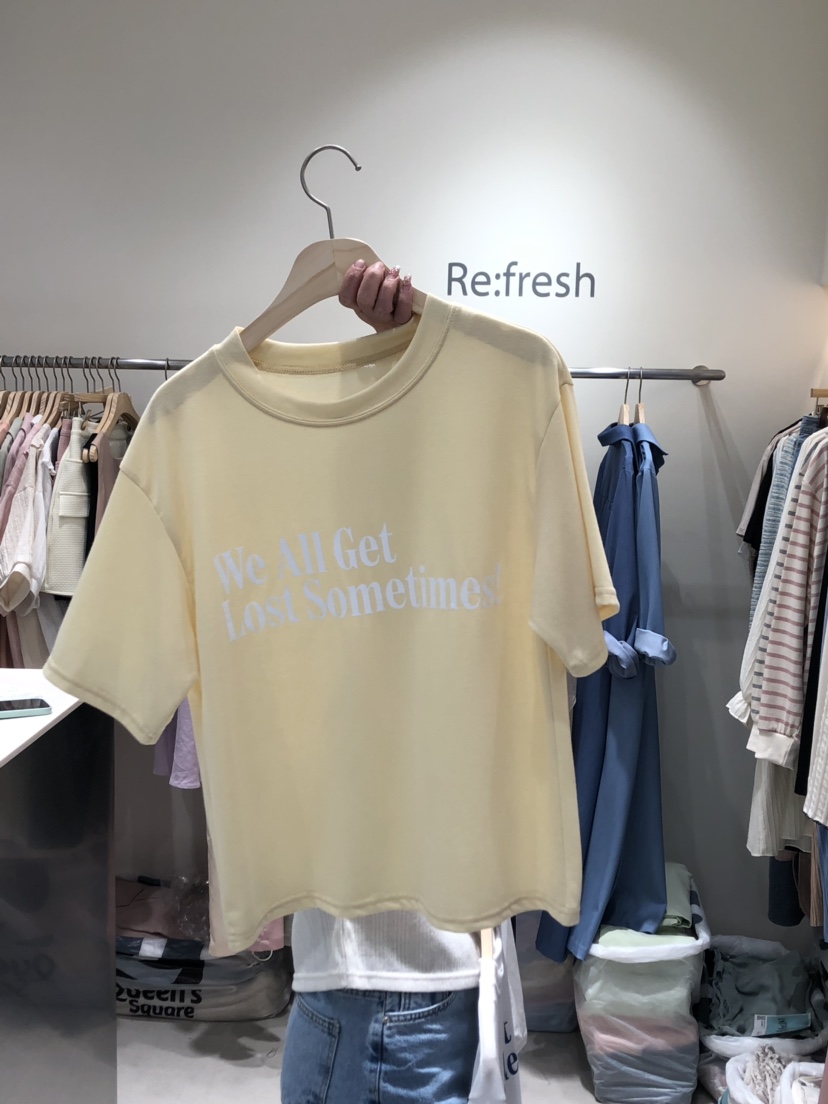 Re:fresh
We All Get
Lost Sometimes!
Queen's
Square